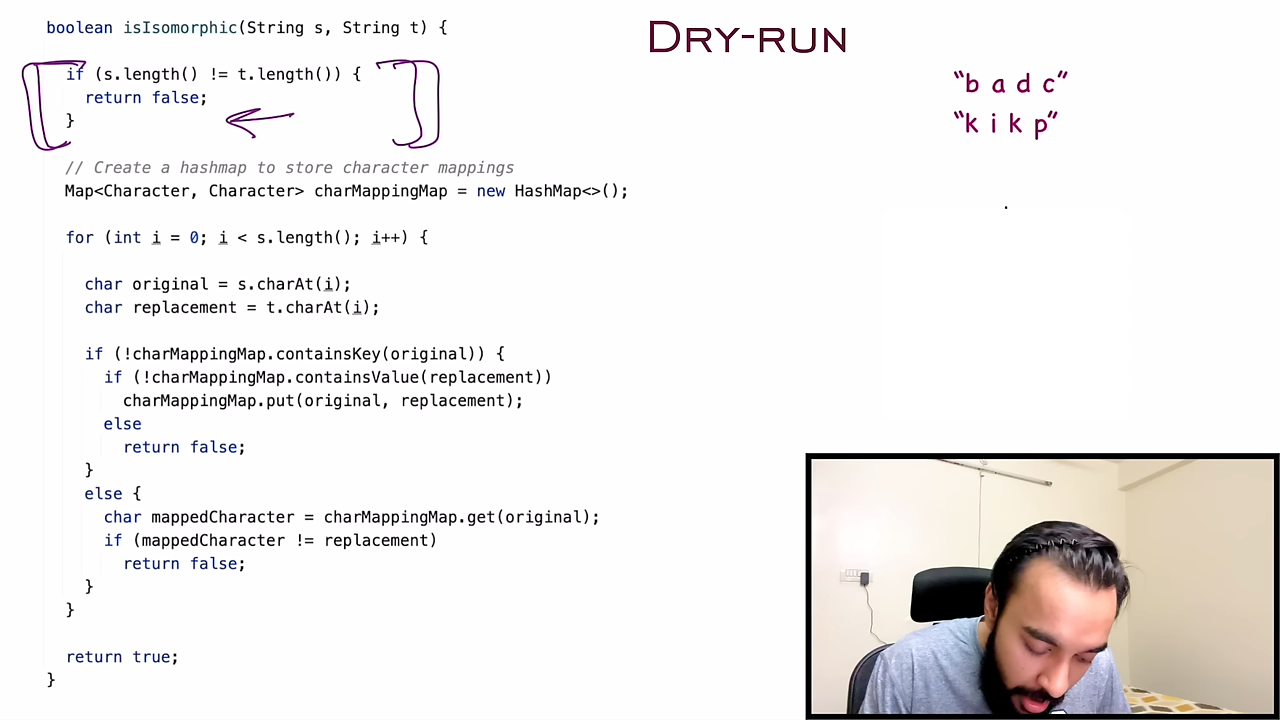 boolean isIsomorphic(String s, String t) {
DRY-RUN
if (s.length() != t.length()) {
return false;
}
"b a d c"
"k i k p"
// Create a hashmap to store character mappings
Map<Character, Character> charMappingMap = new HashMap<>();
for (int i = 0; i < s.length(); i++) {
char original = s.charAt(i);
char replacement = t.charAt(i);
if (!charMappingMap.containsKey(original)) {
if (!charMappingMap.containsValue(replacement))
charMappingMap.put(original, replacement);
else
return false;
}
else {
char mappedCharacter = charMappingMap.get(original);
if (mappedCharacter != replacement)
return false;
}
}
return true;
}